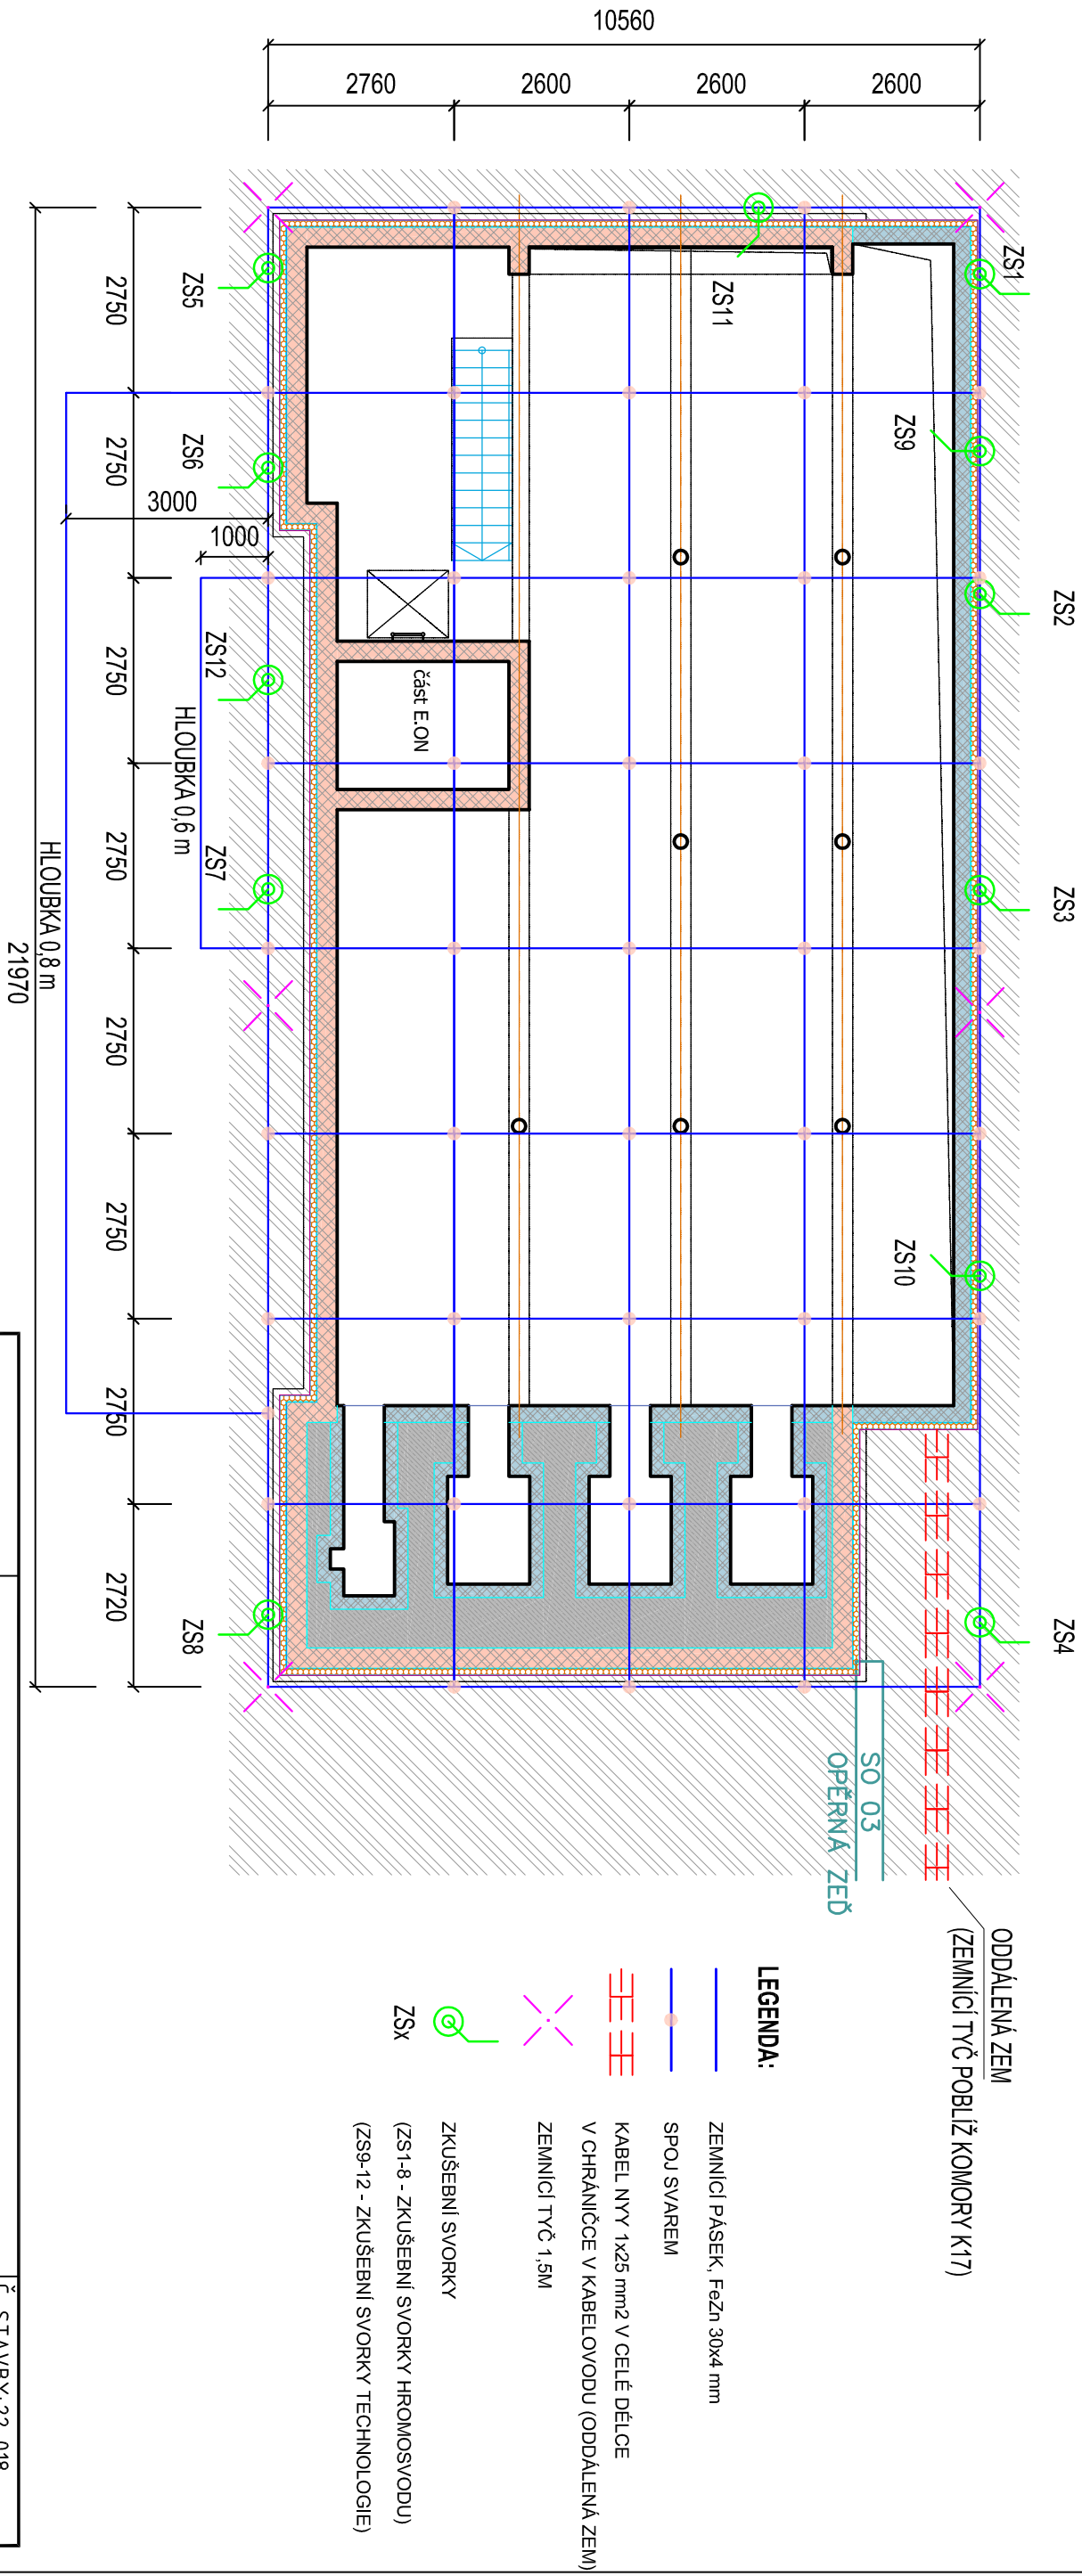 10560
2760
2600
2600
2600
ZS1
ZS9
ZS2
ZS3
ZS10
ZS4
ZS11
část E.ON
ZS5
ZS6
ZS12
ZS7
ZS8
3000
1000
HLOUBKA 0,6 m
HLOUBKA 0,8 m
2750
2750
2750
2750
2750
2750
2750
2720
21970
SO 03
OPĚRNÁ ZEĎ
ODDÁLENÁ ZEM
(ZEMNÍCÍ TYČ POBLÍŽ KOMORY K17)
LEGENDA:
ZEMNÍCÍ PÁSEK, FeZn 30x4 mm
SPOJ SVAREM
KABEL NYY 1x25 mm2 V CELÉ DÉLCE
V CHRÁNIČCE V KABELOVODU (ODDÁLENÁ ZEM)
ZEMNÍCÍ TYČ 1,5M
ZSx
ZKUŠEBNÍ SVORKY
(ZS1-8 - ZKUŠEBNÍ SVORKY HROMOSVODU)
(ZS9-12 - ZKUŠEBNÍ SVORKY TECHNOLOGIE)
Č. STAVBY:22 018